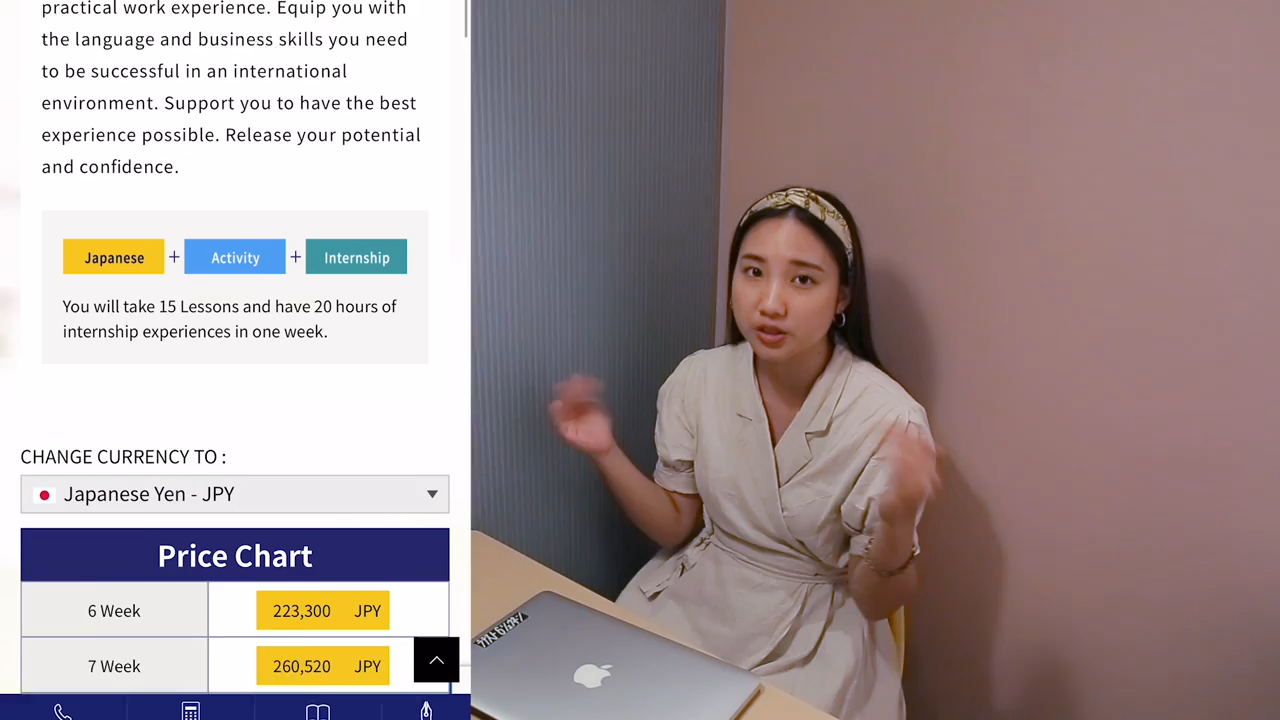 practical work experience. Equip you with
the language and business skills you need
to be successful in an international
environment. Support you to have the best
experience possible. Release your potential
and confidence.
Japanese + Activity + Internship
You will take 15 Lessons and have 20 hours of
internship experiences in one week.
CHANGE CURRENCY TO :
Japanese Yen - JPY
Price Chart
6 Week 223,300 JPY
7 Week 260,520 JPY